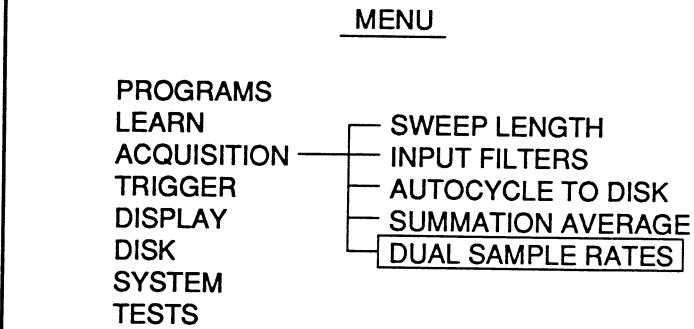 MENU
PROGRAMS
LEARN
ACQUISITION
TRIGGER
DISPLAY
DISK
SYSTEM
TESTS
SWEEP LENGTH
INPUT FILTERS
AUTOCYCLE TO DISK
SUMMATION AVERAGE
DUAL SAMPLE RATES